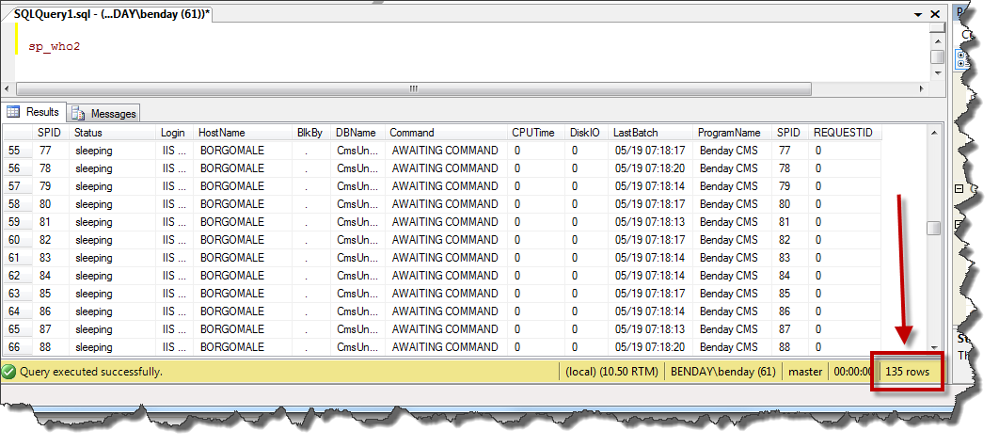 SQLQuery1.sql - (...DAY\benday (61))*
sp_who2
Results Messages
SPID Status Login HostName BlkBy DBName Command CPUTime DiskIO LastBatch ProgramName SPID REQUESTID
55 77 sleeping IIS ... BORGOMALE . CmsUn... AWAITING COMMAND 0 0 05/19 07:18:17 Benday CMS 77 0
56 78 sleeping IIS ... BORGOMALE . CmsUn... AWAITING COMMAND 0 0 05/19 07:18:20 Benday CMS 78 0
57 79 sleeping IIS ... BORGOMALE . CmsUn... AWAITING COMMAND 0 0 05/19 07:18:14 Benday CMS 79 0
58 80 sleeping IIS ... BORGOMALE . CmsUn... AWAITING COMMAND 0 0 05/19 07:18:17 Benday CMS 80 0
59 81 sleeping IIS ... BORGOMALE . CmsUn... AWAITING COMMAND 0 0 05/19 07:18:13 Benday CMS 81 0
60 82 sleeping IIS ... BORGOMALE . CmsUn... AWAITING COMMAND 0 0 05/19 07:18:17 Benday CMS 82 0
61 83 sleeping IIS ... BORGOMALE . CmsUn... AWAITING COMMAND 0 0 05/19 07:18:14 Benday CMS 83 0
62 84 sleeping IIS ... BORGOMALE . CmsUn... AWAITING COMMAND 0 0 05/19 07:18:14 Benday CMS 84 0
63 85 sleeping IIS ... BORGOMALE . CmsUn... AWAITING COMMAND 0 0 05/19 07:18:17 Benday CMS 85 0
64 86 sleeping IIS ... BORGOMALE . CmsUn... AWAITING COMMAND 0 0 05/19 07:18:14 Benday CMS 86 0
65 87 sleeping IIS ... BORGOMALE . CmsUn... AWAITING COMMAND 0 0 05/19 07:18:13 Benday CMS 87 0
66 88 sleeping IIS ... BORGOMALE . CmsUn... AWAITING COMMAND 0 0 05/19 07:18:20 Benday CMS 88 0
Query executed successfully. (local) (10.50 RTM) BENDAY\benday (61) master 00:00:00 135 rows